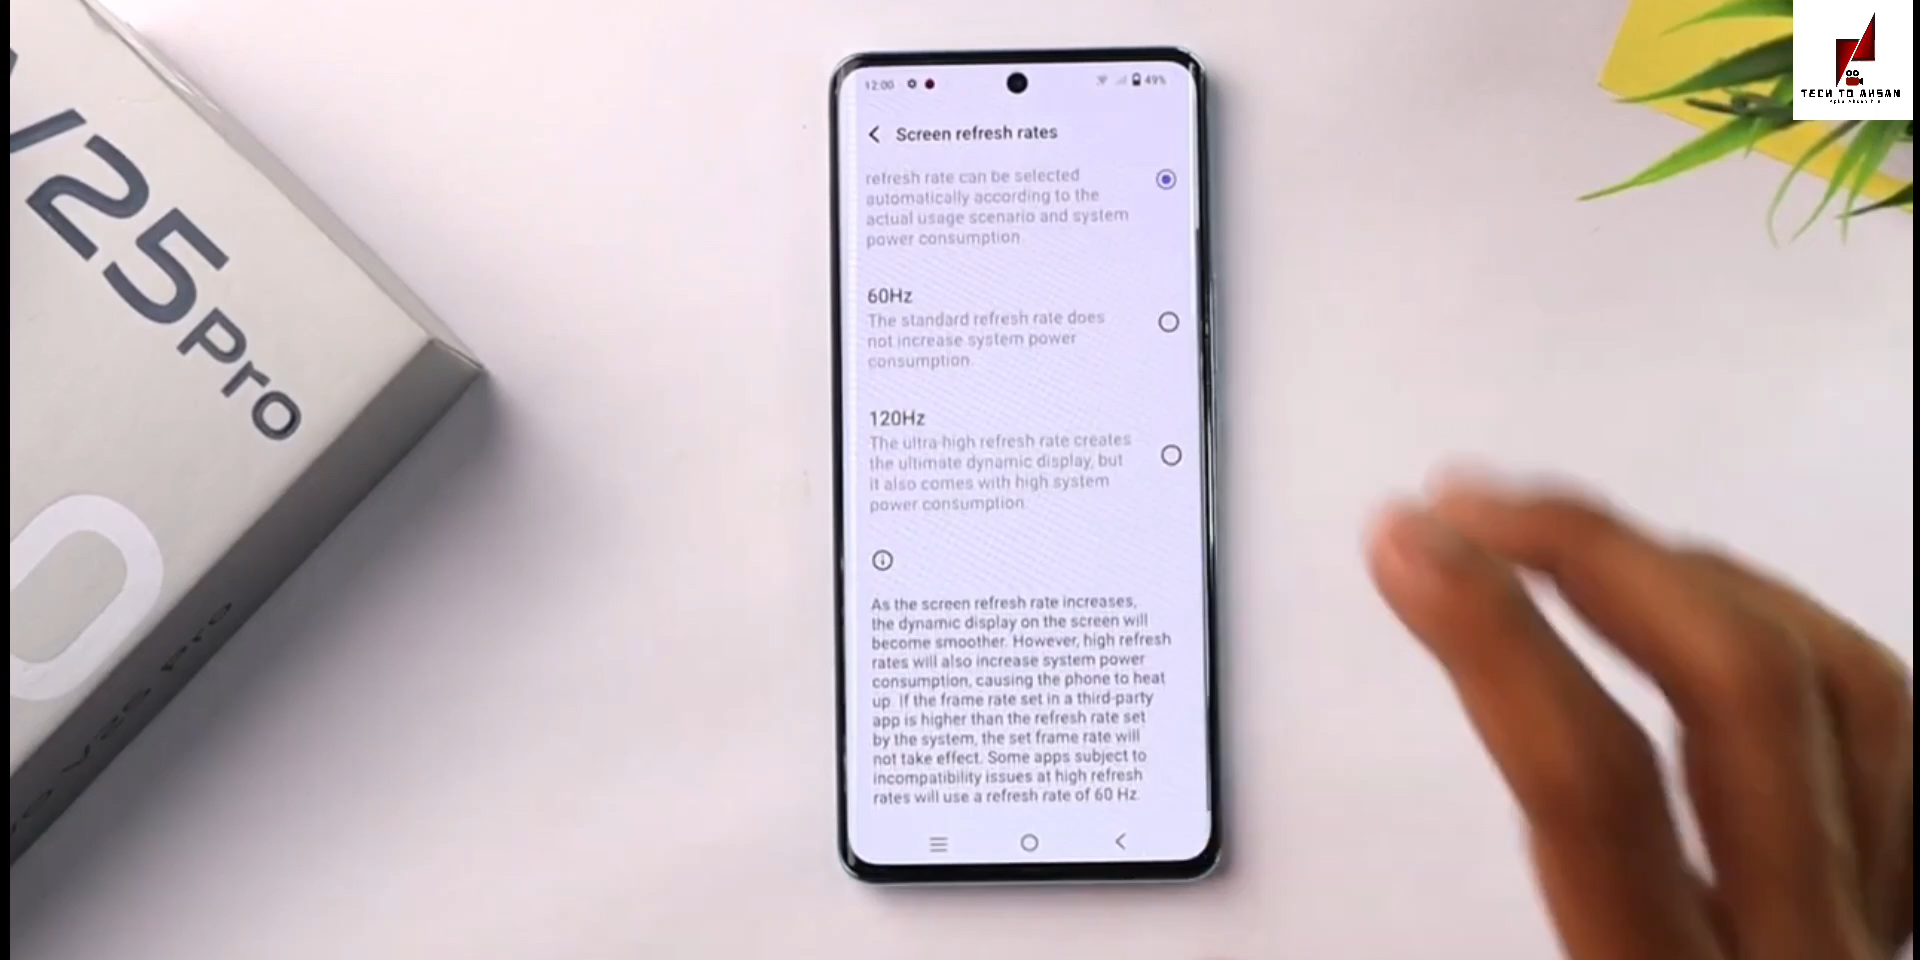 V25Pro
V25 Pro
12:00
49%
Screen refresh rates
refresh rate can be selected
automatically according to the
actual usage scenario and system
power consumption.
60Hz
The standard refresh rate does
not increase system power
consumption.
120Hz
The ultra-high refresh rate creates
the ultimate dynamic display, but
it also comes with high system
power consumption.
As the screen refresh rate increases,
the dynamic display on the screen will
become smoother. However, high refresh
rates will also increase system power
consumption, causing the phone to heat
up. If the frame rate set in a third-party
app is higher than the refresh rate set
by the system, the set frame rate will
not take effect. Some apps subject to
incompatibility issues at high refresh
rates will use a refresh rate of 60 Hz.
TECH TO AHSAN